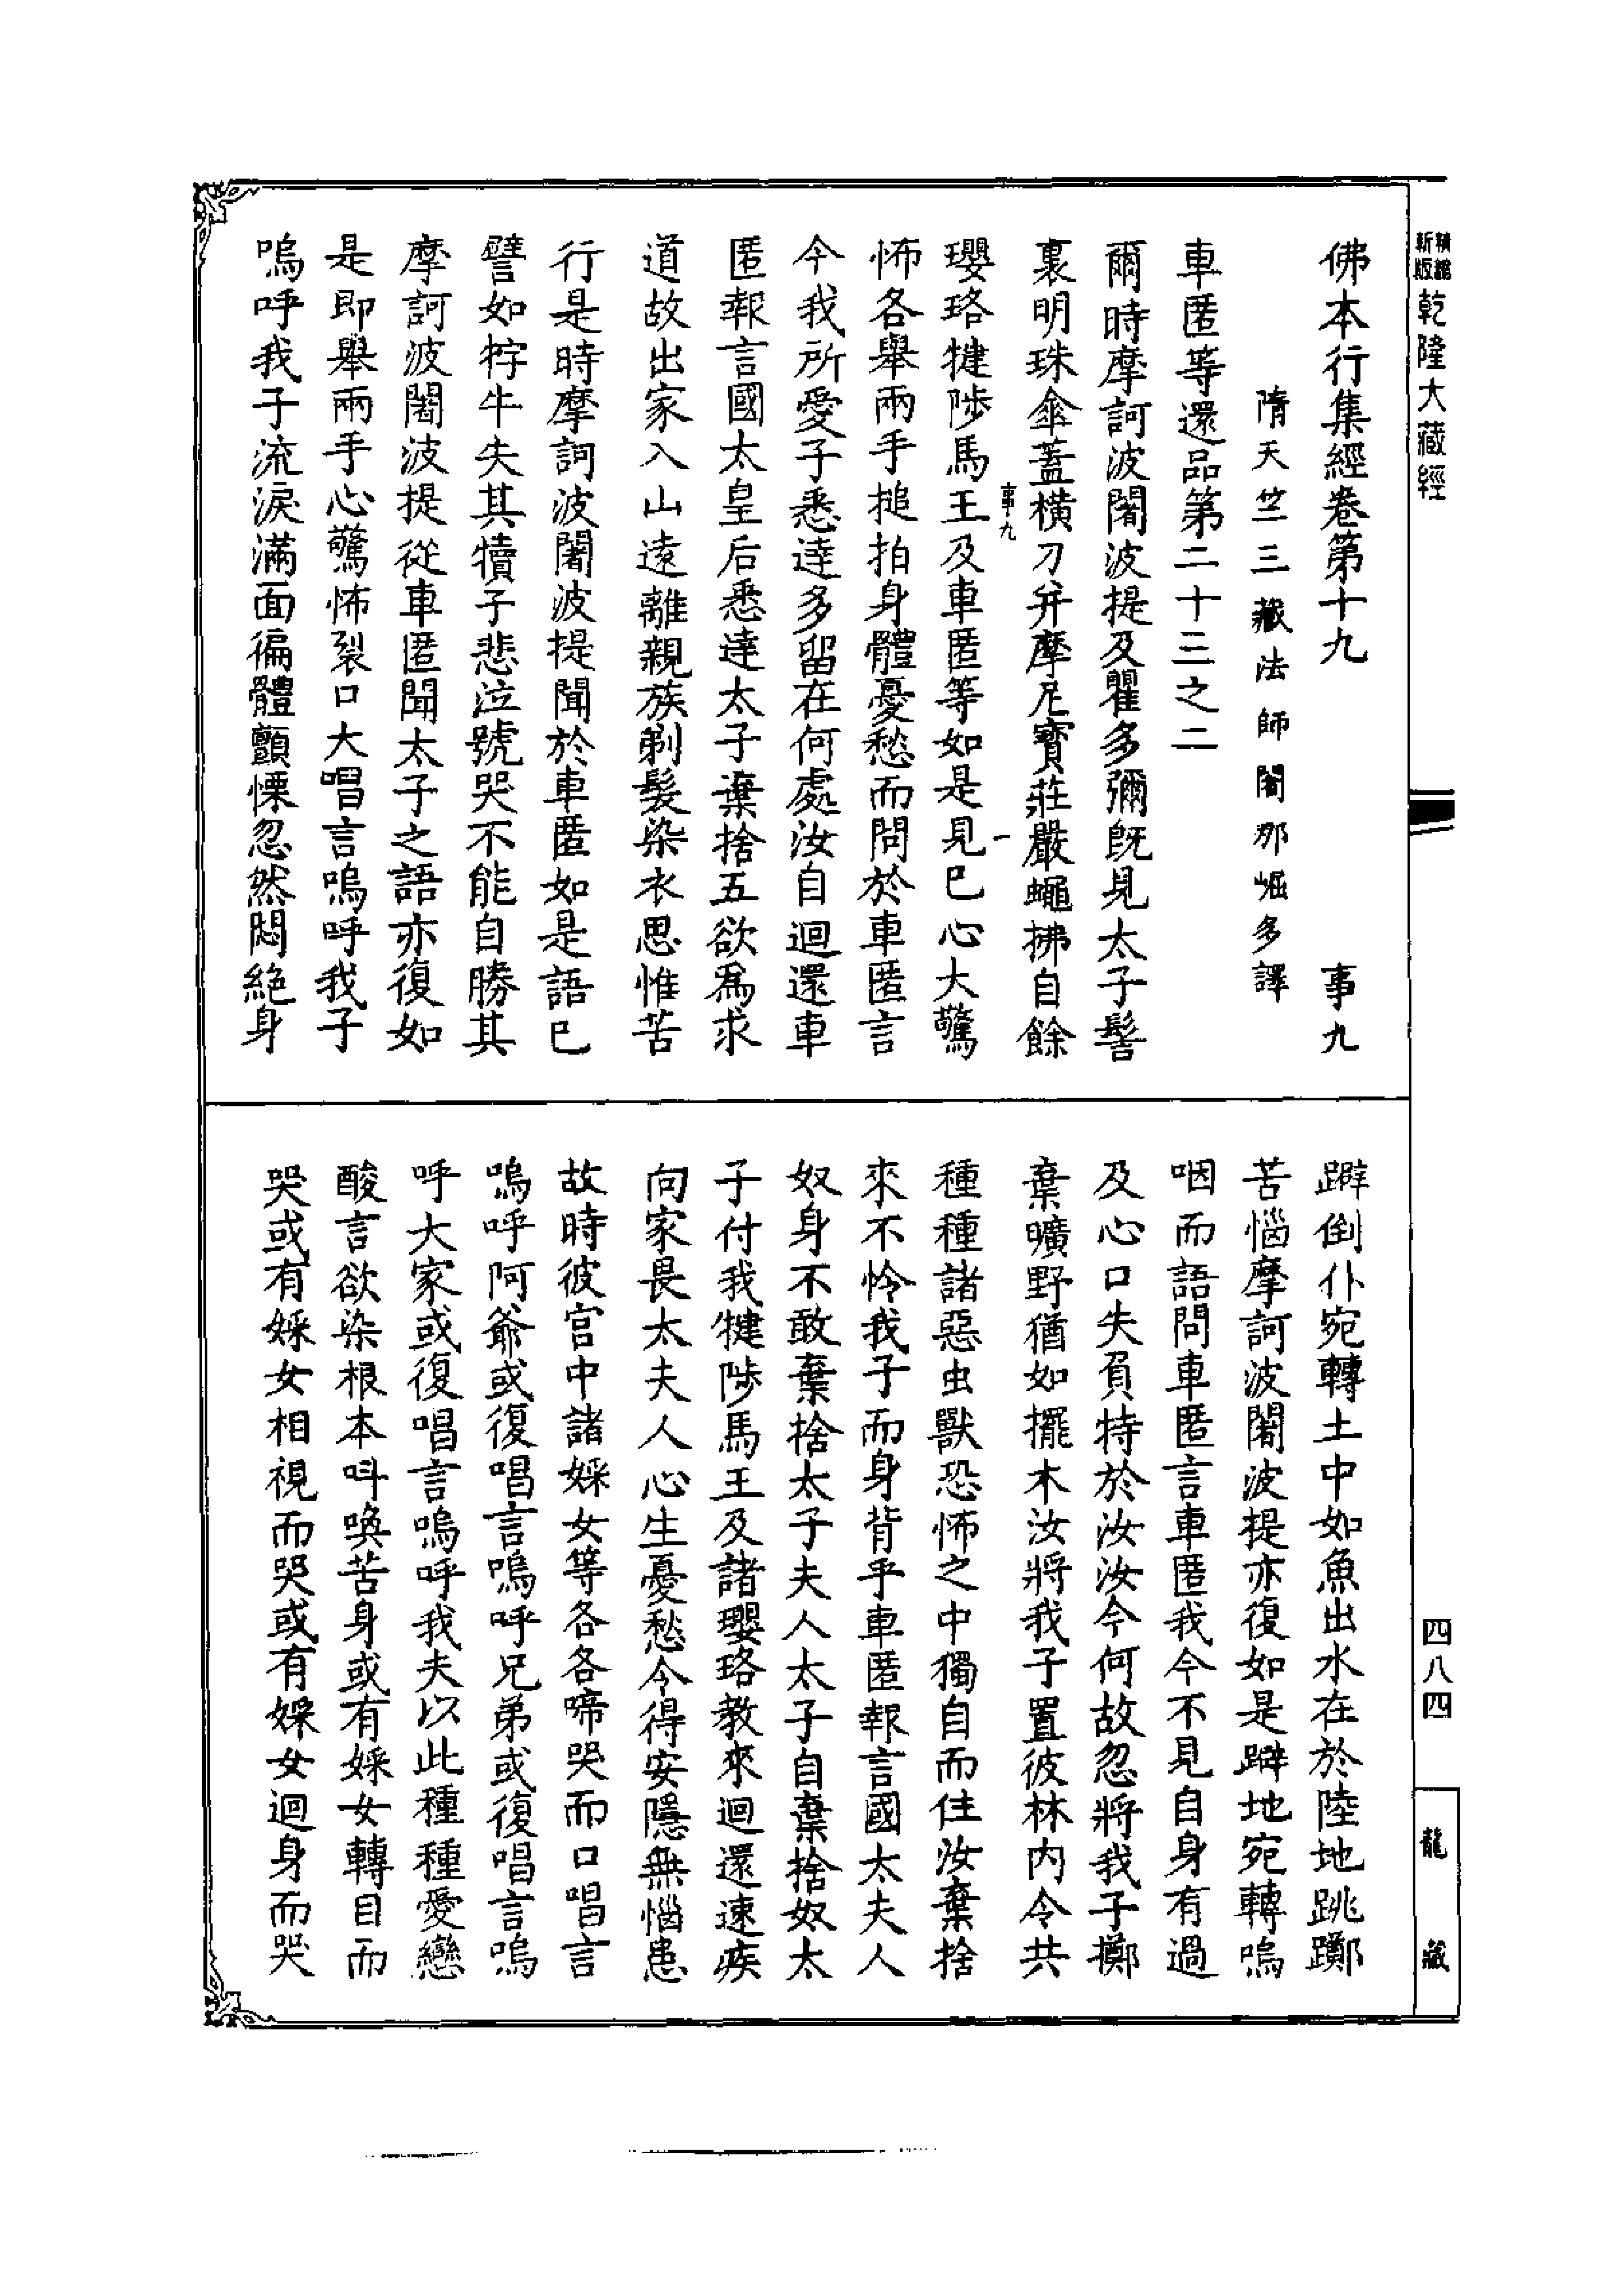 精縮新版乾隆大藏經
四八四
龍藏
佛本行集經卷第十九 事九
隋天竺三藏法師闍那崛多譯
車匿等還品第二十三之二
爾時摩訶波闍波提及瞿多彌既見太子髻
裏明珠傘蓋橫刀并摩尼寶莊嚴蠅拂自餘
事九 一
瓔珞揵陟馬王及車匿等如是見已心大驚
怖各舉兩手搥拍身體憂愁而問於車匿言
今我所愛子悉達多留在何處汝自迴還車
匿報言國太皇后悉達太子棄捨五欲爲求
道故出家入山遠離親族剃髮染衣思惟苦
行是時摩訶波闍波提聞於車匿如是語已
譬如牸牛失其犢子悲泣號哭不能自勝其
摩訶波闍波提從車匿聞太子之語亦復如
是即舉兩手心驚怖裂口大唱言嗚呼我子
嗚呼我子流淚滿面徧體顫慄忽然悶絕身
躃倒仆宛轉土中如魚出水在於陸地跳躑
苦惱摩訶波闍波提亦復如是躃地宛轉嗚
咽而語問車匿言車匿我今不見自身有過
及心口失負特於汝汝今何故忽將我子擲
棄曠野猶如擺木汝將我子置彼林內令共
種種諸惡虫獸恐怖之中獨自而住汝棄捨
來不怜我子而身背乎車匿報言國太夫人
奴身不敢棄捨太子夫人太子自棄捨奴太
子付我揵陟馬王及諸瓔珞教來迴還速疾
向家畏太夫人心生憂愁令得安隱無惱患
故時彼宮中諸婇女等各各啼哭而口唱言
嗚呼阿爺或復唱言嗚呼兄弟或復唱言嗚
呼大家或復唱言嗚呼我夫以此種種愛戀
酸言欲染根本呌喚苦身或有婇女轉目而
哭或有婇女相視而哭或有婇女迴身而哭